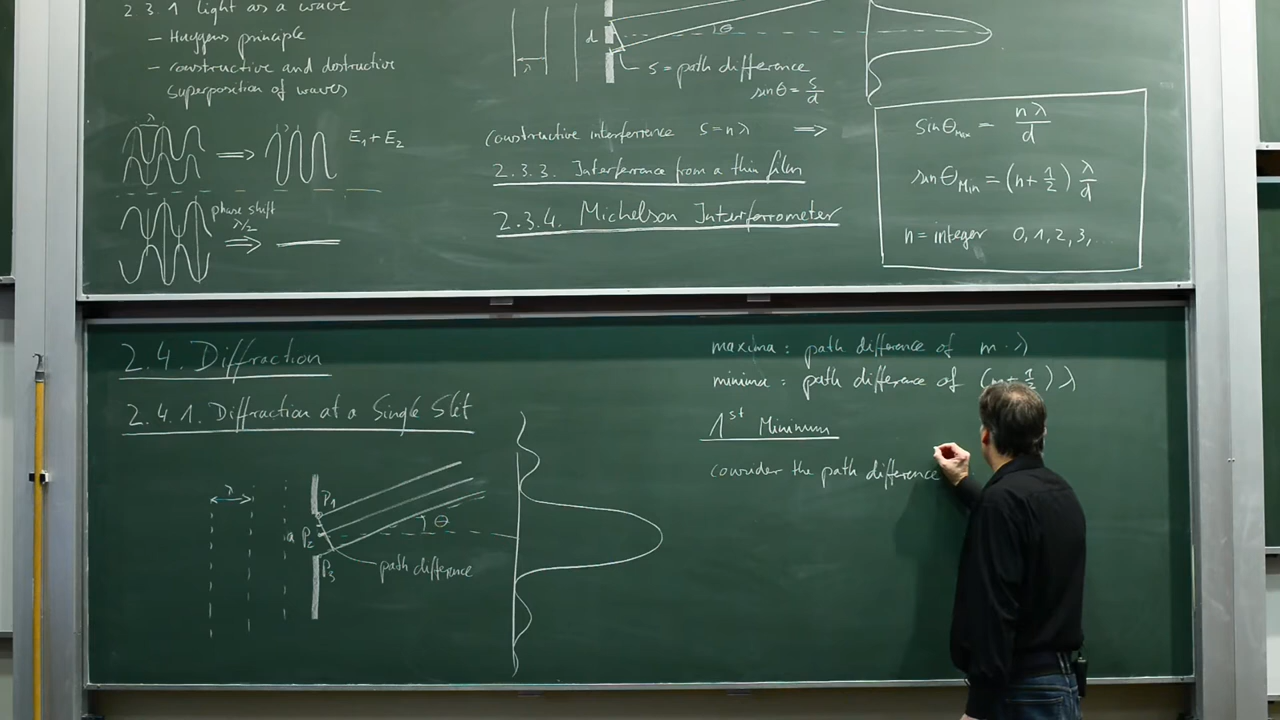 2.3.1 Light as a wave
– Huygens principle
– constructive and destructive
superposition of waves
λ
E₁ + E₂
phase shift
λ/2
λ
d
θ
s = path difference
sin θ = s/d
constructive interference s = n λ ⇒
2.3.3. Interference from a thin film
2.3.4. Michelson Interferrometer
sin θ_Max = nλ/d
sin θ_Min = (n + 1/2) λ/d
n = integer 0, 1, 2, 3, ..
2.4. Diffraction
2.4.1. Diffraction at a Single Slit
λ
P₁
a P₂
P₃
θ
path difference
maxima : path difference of m · λ
minima : path difference of (m + 1/2) λ
1st Minimum
consider the path difference